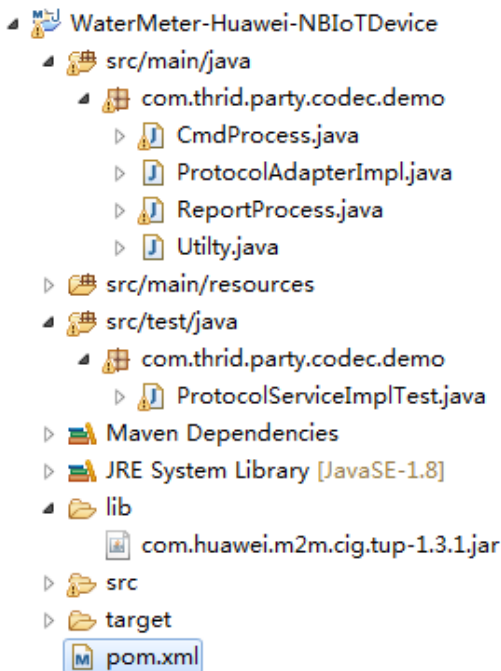 WaterMeter-Huawei-NBIoTDevice
src/main/java
com.thrid.party.codec.demo
CmdProcess.java
ProtocolAdapterImpl.java
ReportProcess.java
Utilty.java
src/main/resources
src/test/java
com.thrid.party.codec.demo
ProtocolServiceImplTest.java
Maven Dependencies
JRE System Library [JavaSE-1.8]
lib
com.huawei.m2m.cig.tup-1.3.1.jar
src
target
pom.xml